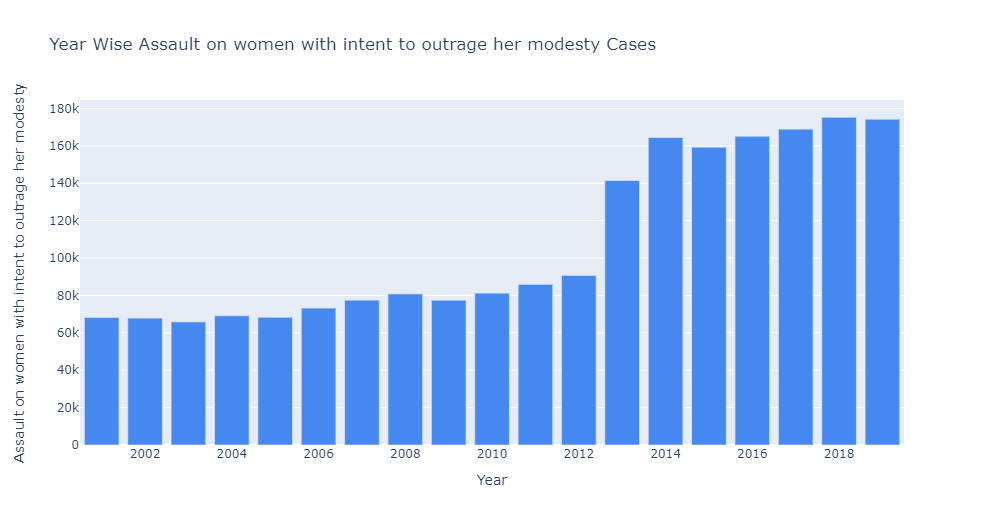 Year Wise Assault on women with intent to outrage her modesty Cases
Assault on women with intent to outrage her modesty
180k
160k
140k
120k
100k
80k
60k
40k
20k
0
2002 2004 2006 2008 2010 2012 2014 2016 2018
Year